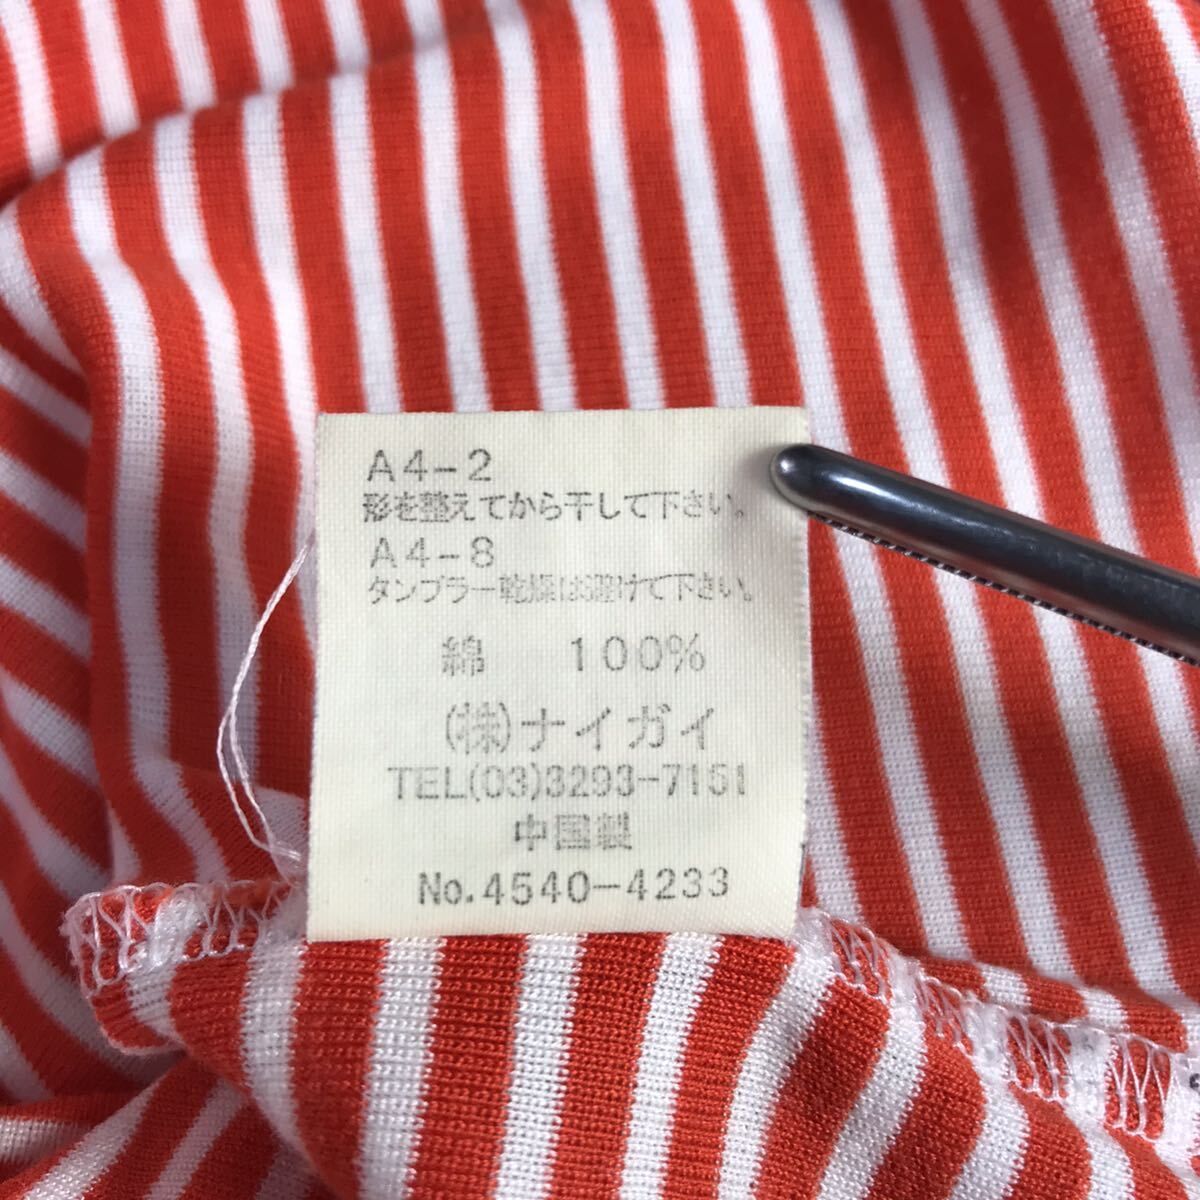 A4-2
形を整えてから干して下さい。
A4-8
タンブラー乾燥はお避けて下さい。
綿 100%
(株)ナイガイ
TEL(03)3293-7151
中国製
No.4540-4233